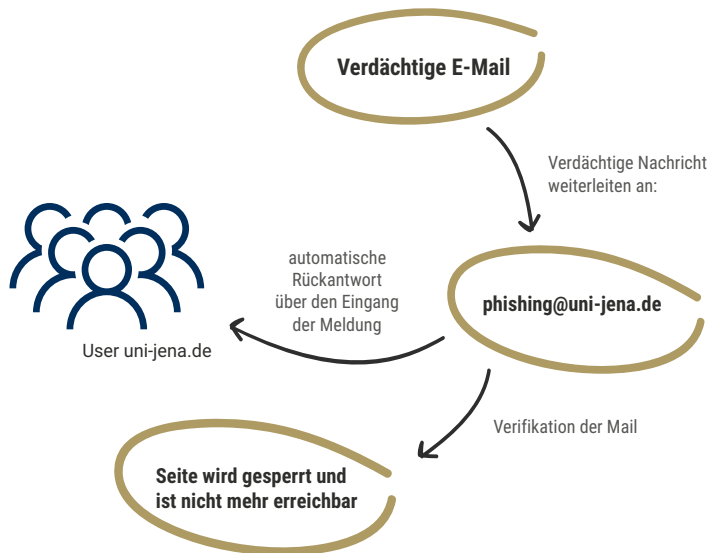 Verdächtige E-Mail
Verdächtige Nachricht
weiterleiten an:
automatische
Rückantwort
über den Eingang
der Meldung
phishing@uni-jena.de
User uni-jena.de
Verifikation der Mail
Seite wird gesperrt und
ist nicht mehr erreichbar